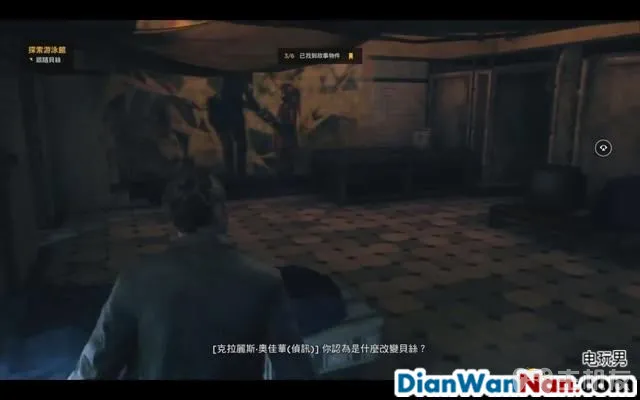 探索游泳館
跟隨貝絲
3/6 已找到故事物件
[克拉麗斯·奧佳華(偵訊)] 你認為是什麼改變貝絲？
电玩男
DianWanNan.com